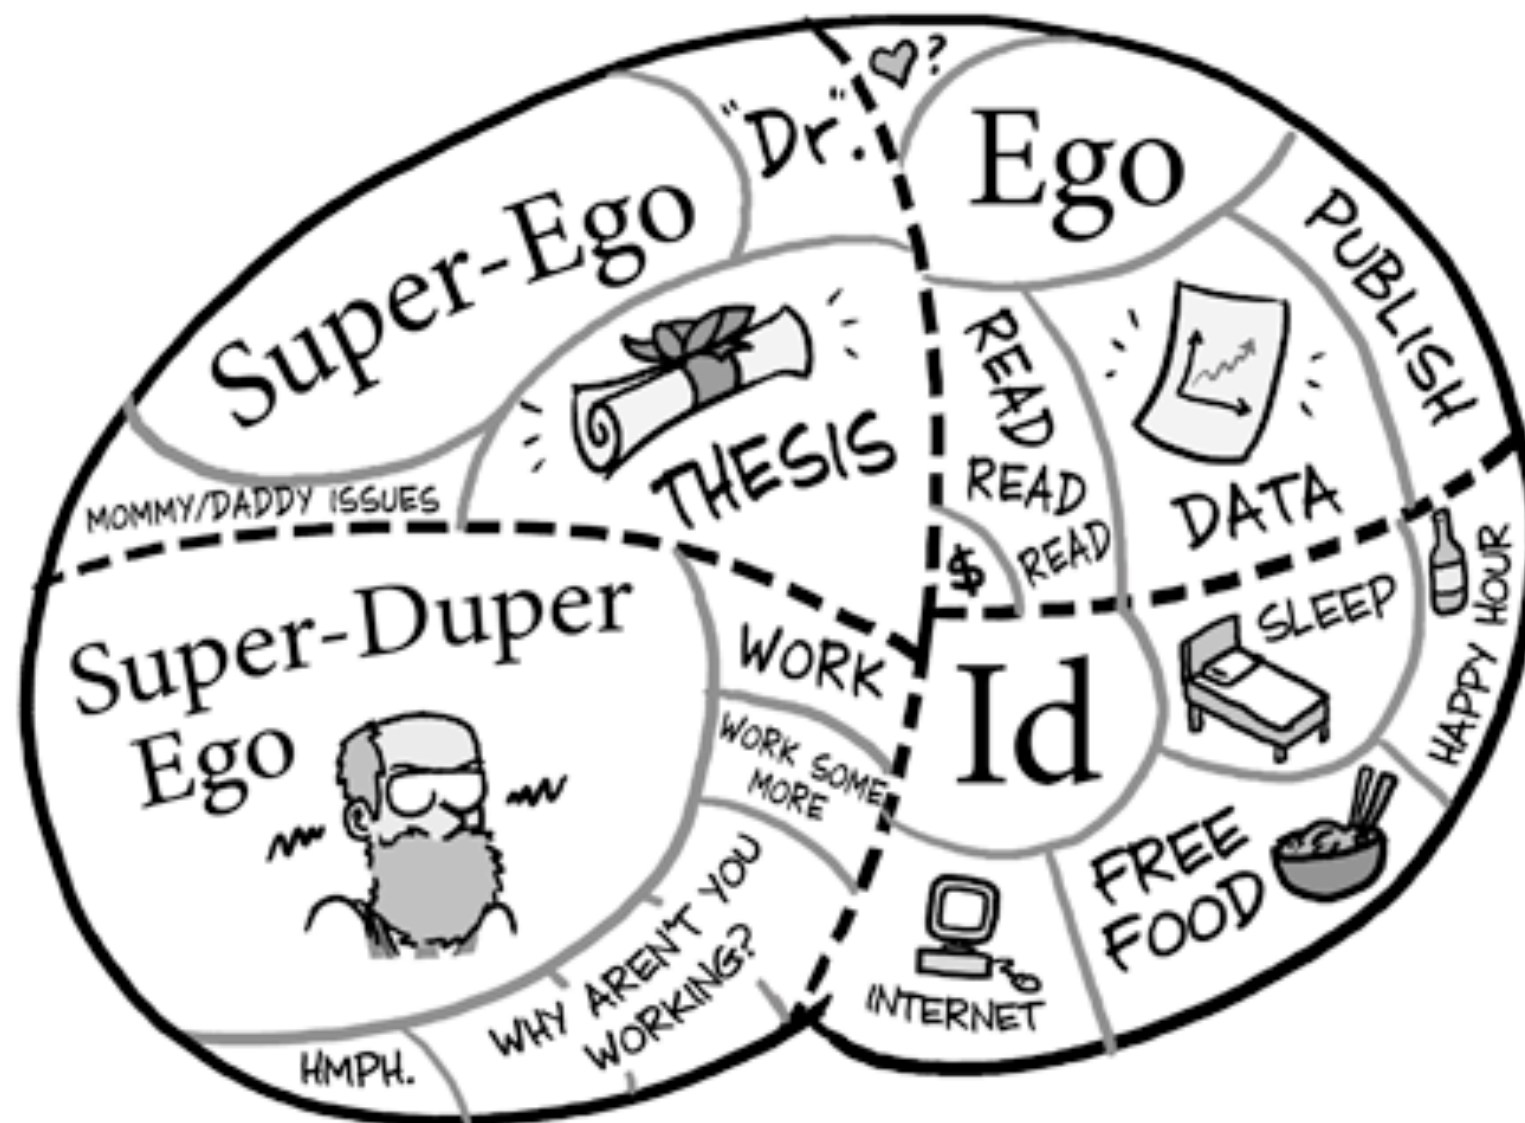 Super-Ego
"Dr."
MOMMY/DADDY ISSUES
THESIS
?
Ego
PUBLISH
READ
READ
READ
$
DATA
Super-Duper
Ego
WORK
WORK SOME
MORE
WHY AREN'T YOU
WORKING?
HMPH.
Id
SLEEP
HAPPY HOUR
FREE
FOOD
INTERNET